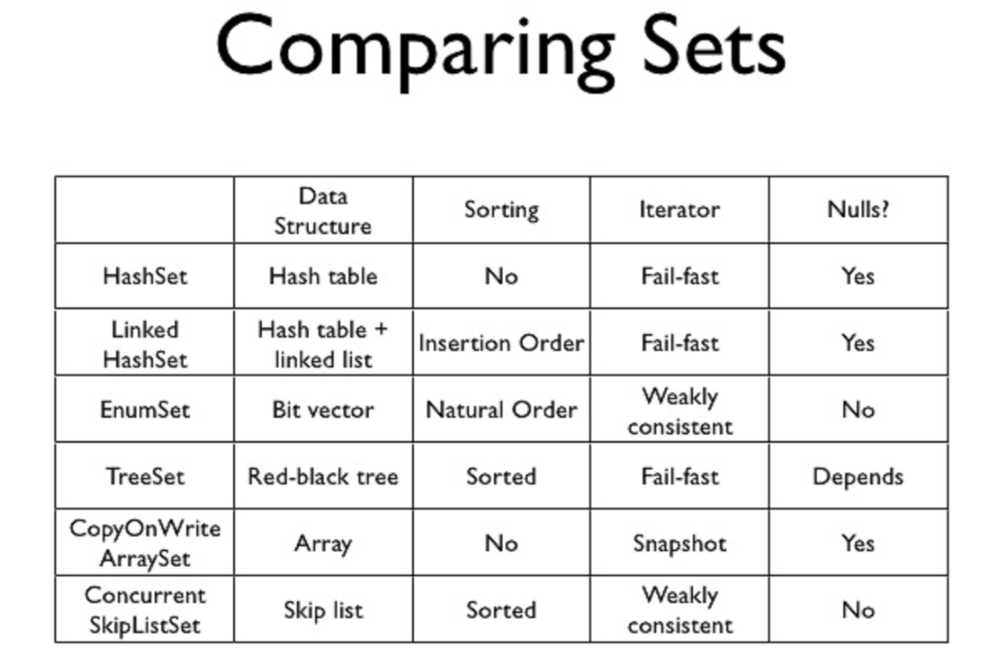 Comparing Sets
Data
Structure
Sorting
Iterator
Nulls?
HashSet
Hash table
No
Fail-fast
Yes
Linked
HashSet
Hash table +
linked list
Insertion Order
Fail-fast
Yes
EnumSet
Bit vector
Natural Order
Weakly
consistent
No
TreeSet
Red-black tree
Sorted
Fail-fast
Depends
CopyOnWrite
ArraySet
Array
No
Snapshot
Yes
Concurrent
SkipListSet
Skip list
Sorted
Weakly
consistent
No